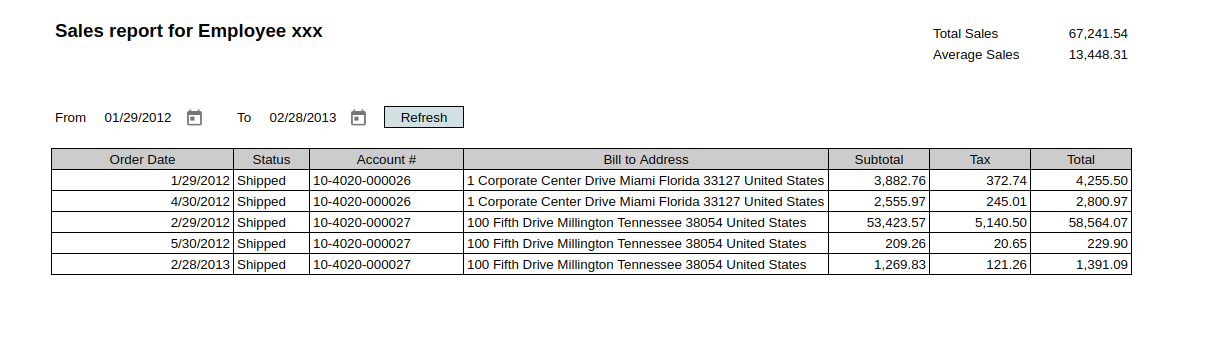 Sales report for Employee xxx
Total Sales 67,241.54
Average Sales 13,448.31
From 01/29/2012 To 02/28/2013 Refresh
Order Date Status Account # Bill to Address Subtotal Tax Total
1/29/2012 Shipped 10-4020-000026 1 Corporate Center Drive Miami Florida 33127 United States 3,882.76 372.74 4,255.50
4/30/2012 Shipped 10-4020-000026 1 Corporate Center Drive Miami Florida 33127 United States 2,555.97 245.01 2,800.97
2/29/2012 Shipped 10-4020-000027 100 Fifth Drive Millington Tennessee 38054 United States 53,423.57 5,140.50 58,564.07
5/30/2012 Shipped 10-4020-000027 100 Fifth Drive Millington Tennessee 38054 United States 209.26 20.65 229.90
2/28/2013 Shipped 10-4020-000027 100 Fifth Drive Millington Tennessee 38054 United States 1,269.83 121.26 1,391.09